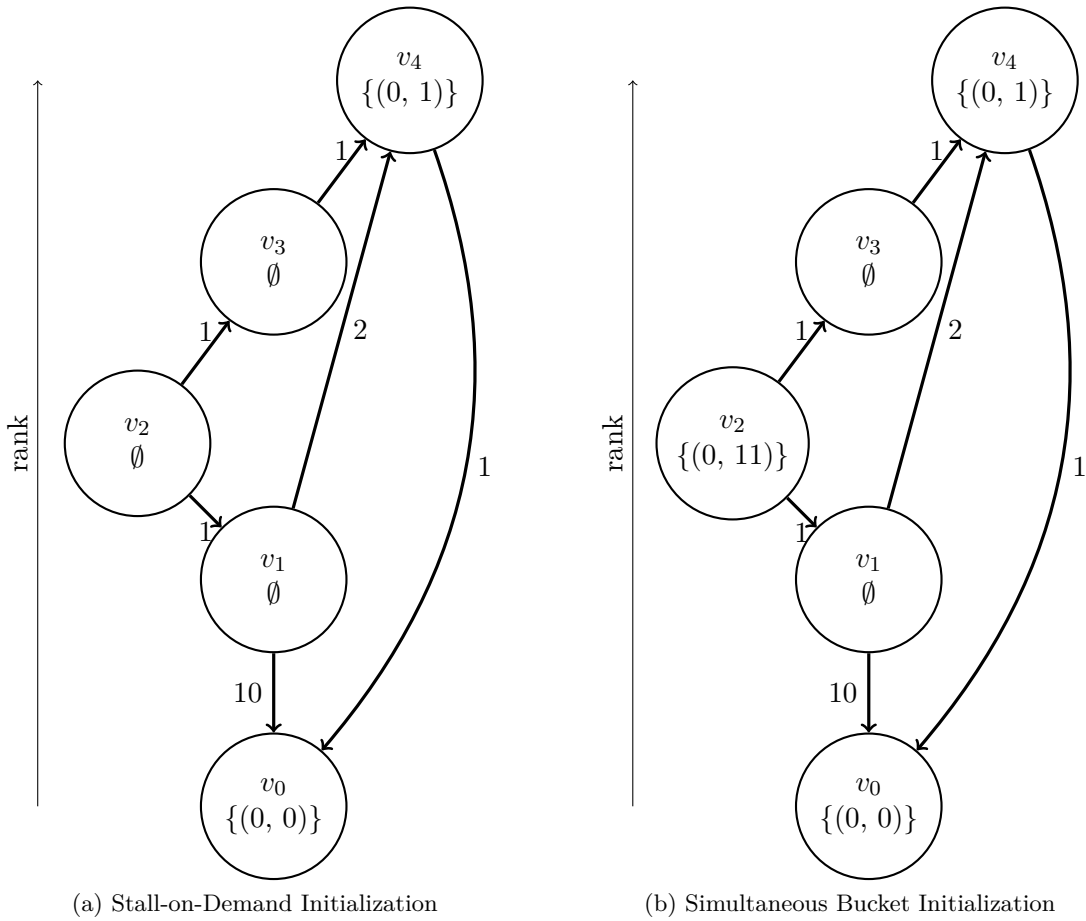 v₄
{(0, 1)}
1
v₃
∅
1
2
rank
v₂
∅
1
1
v₁
∅
10
v₀
{(0, 0)}
(a) Stall-on-Demand Initialization
v₄
{(0, 1)}
1
v₃
∅
1
2
rank
v₂
{(0, 11)}
1
1
v₁
∅
10
v₀
{(0, 0)}
(b) Simultaneous Bucket Initialization